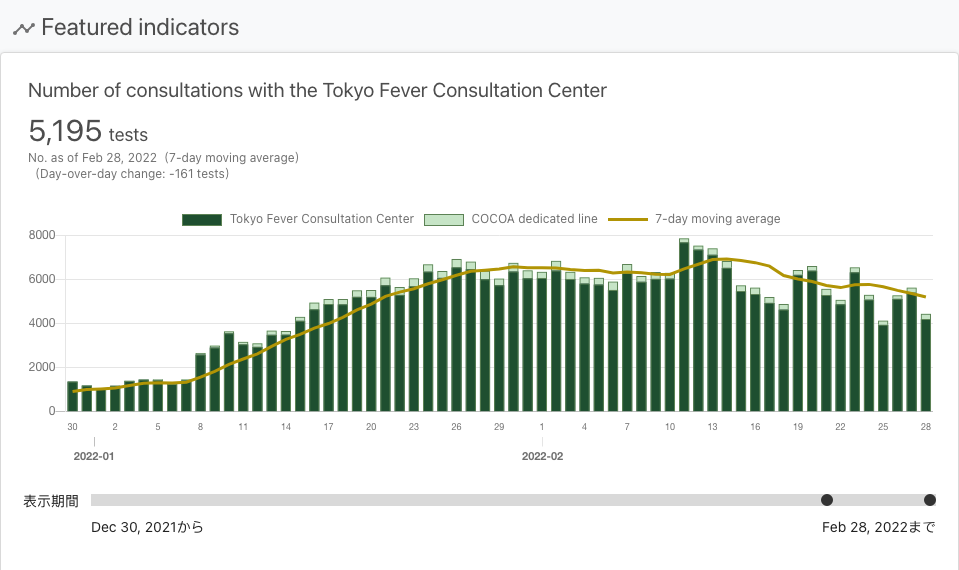 Featured indicators
Number of consultations with the Tokyo Fever Consultation Center
5,195 tests
No. as of Feb 28, 2022 (7-day moving average)
(Day-over-day change: -161 tests)
Tokyo Fever Consultation Center COCOA dedicated line 7-day moving average
8000
6000
4000
2000
0
30 2 5 8 11 14 17 20 23 26 29 1 4 7 10 13 16 19 22 25 28
2022-01 2022-02
表示期間
Dec 30, 2021から Feb 28, 2022まで